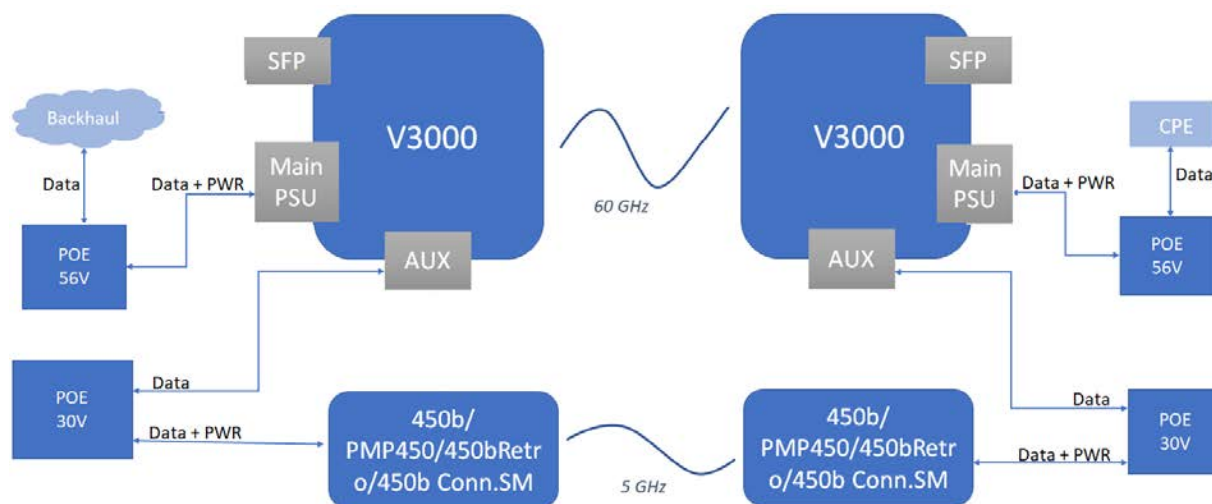 SFP
V3000
Main
PSU
AUX
Backhaul
Data
Data + PWR
POE
56V
POE
30V
Data
Data + PWR
450b/
PMP450/450bRetr
o/450b Conn.SM
60 GHz
5 GHz
SFP
V3000
Main
PSU
AUX
CPE
Data
Data + PWR
POE
56V
Data
POE
30V
Data + PWR
450b/
PMP450/450bRetr
o/450b Conn.SM